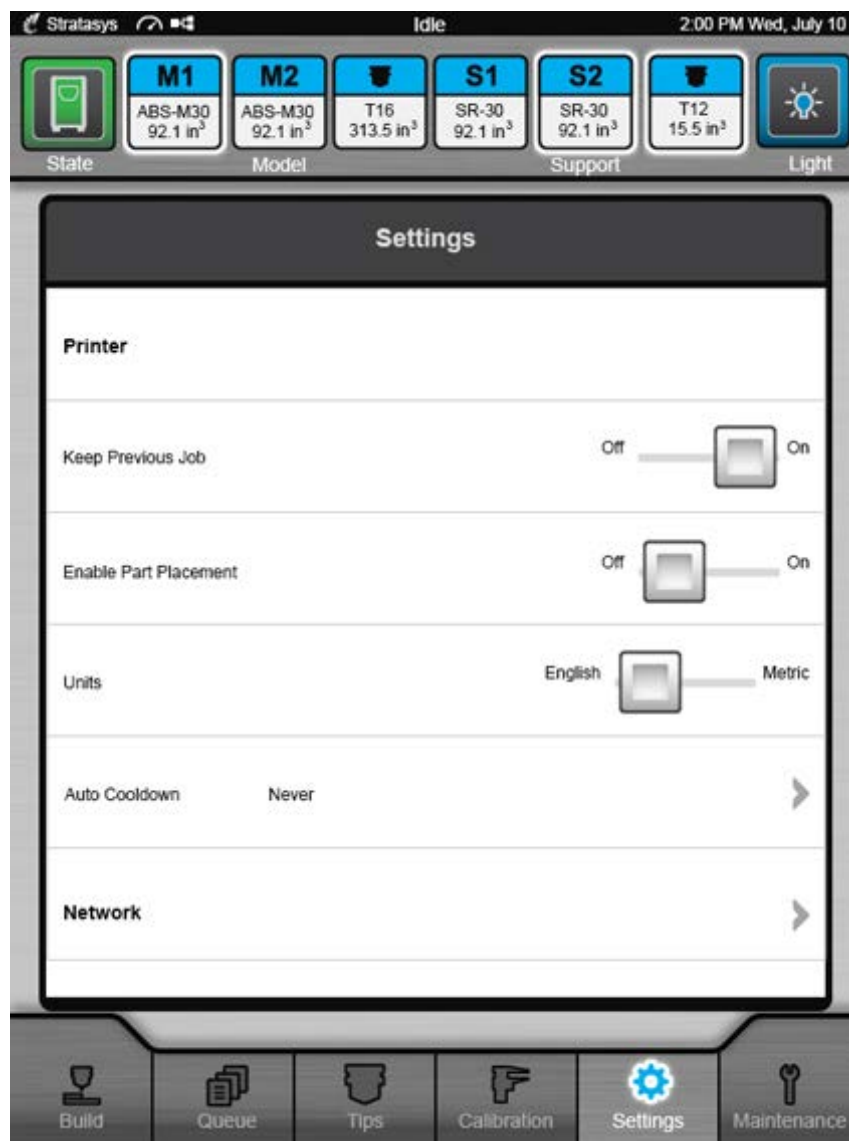 Stratasys Idle 2:00 PM Wed, July 10
M1 M2 S1 S2
ABS-M30 ABS-M30 T16 SR-30 SR-30 T12
92.1 in³ 92.1 in³ 313.5 in³ 92.1 in³ 92.1 in³ 15.5 in³
State Model Support Light
Settings
Printer
Keep Previous Job Off On
Enable Part Placement Off On
Units English Metric
Auto Cooldown Never
Network
Build Queue Tips Calibration Settings Maintenance